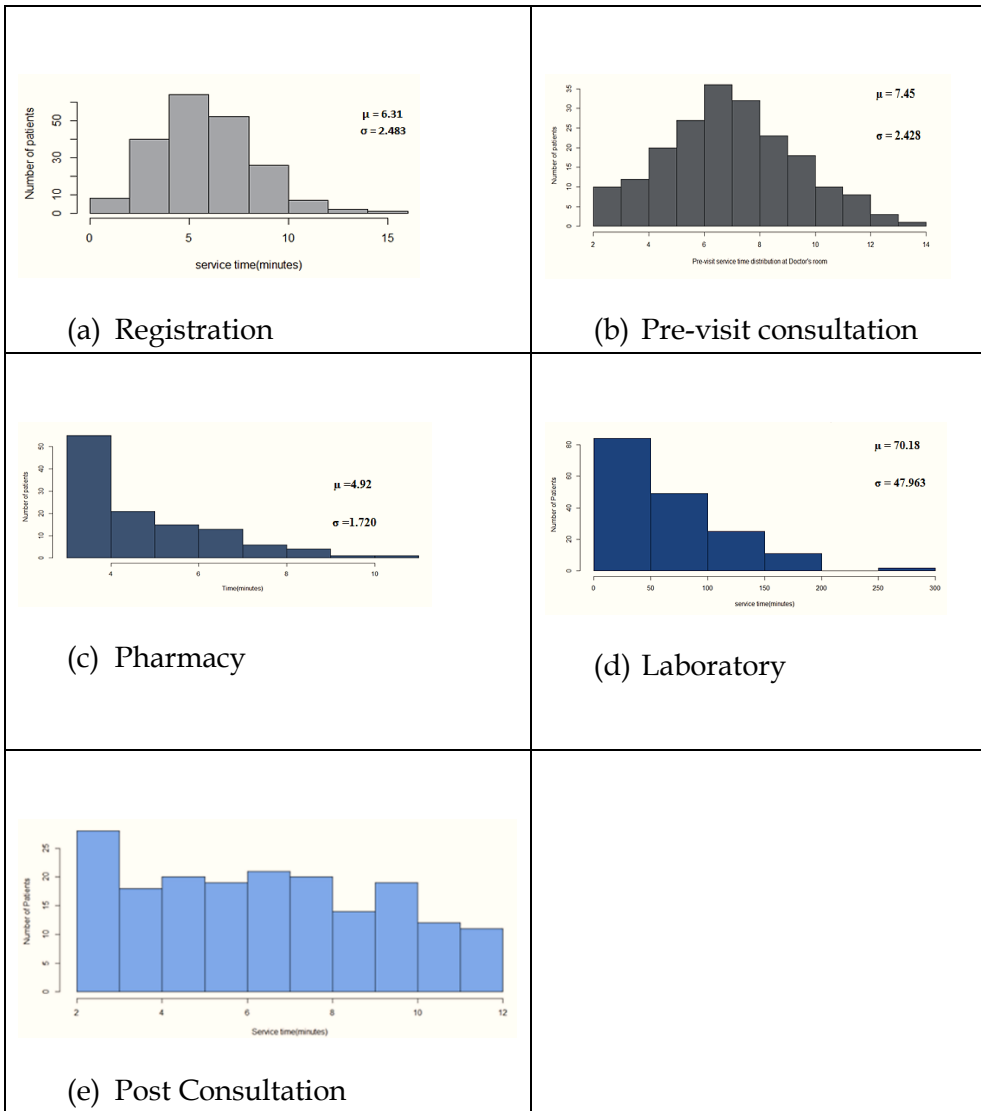 Number of patients
50
30
10
0
μ = 6.31
σ = 2.483
0 5 10 15
service time(minutes)
(a) Registration
Number of patients
35
30
25
20
15
10
5
0
μ = 7.45
σ = 2.428
2 4 6 8 10 12 14
Pre-visit service time distribution at Doctor's room
(b) Pre-visit consultation
Number of patients
50
40
30
20
10
0
μ =4.92
σ =1.720
4 6 8 10
Time(minutes)
(c) Pharmacy
Number of Patients
80
60
40
20
0
μ = 70.18
σ = 47.963
0 50 100 150 200 250 300
service time(minutes)
(d) Laboratory
Number of Patients
25
20
15
10
5
0
2 4 6 8 10 12
Service time(minutes)
(e) Post Consultation